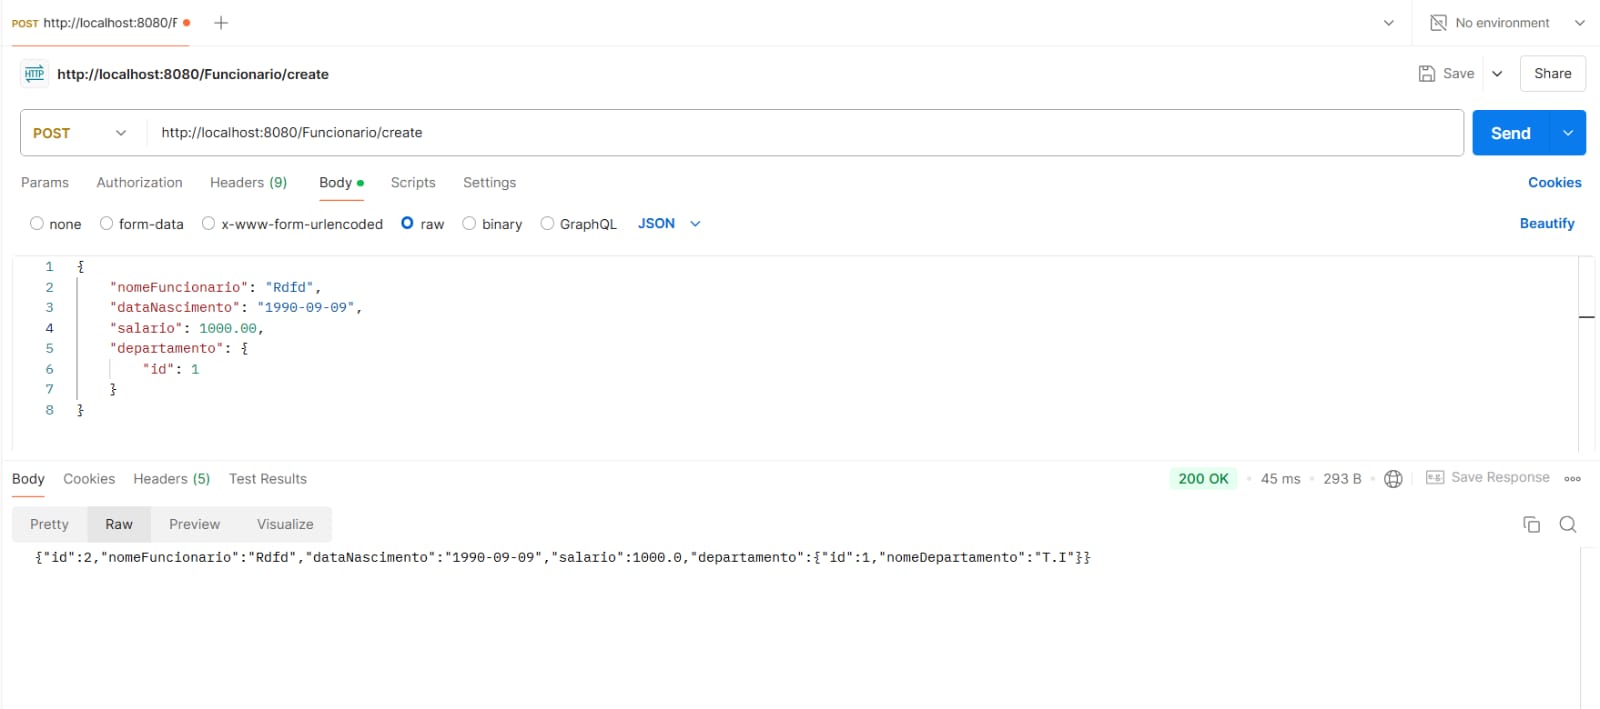 POST http://localhost:8080/F
No environment
HTTP http://localhost:8080/Funcionario/create
Save
Share
POST
http://localhost:8080/Funcionario/create
Send
Params Authorization Headers (9) Body Scripts Settings
Cookies
none form-data x-www-form-urlencoded raw binary GraphQL JSON
Beautify
1 {
2 "nomeFuncionario": "Rdfd",
3 "dataNascimento": "1990-09-09",
4 "salario": 1000.00,
5 "departamento": {
6 "id": 1
7 }
8 }
Body Cookies Headers (5) Test Results
200 OK • 45 ms • 293 B •
e.g. Save Response
Pretty Raw Preview Visualize
{"id":2,"nomeFuncionario":"Rdfd","dataNascimento":"1990-09-09","salario":1000.0,"departamento":{"id":1,"nomeDepartamento":"T.I"}}